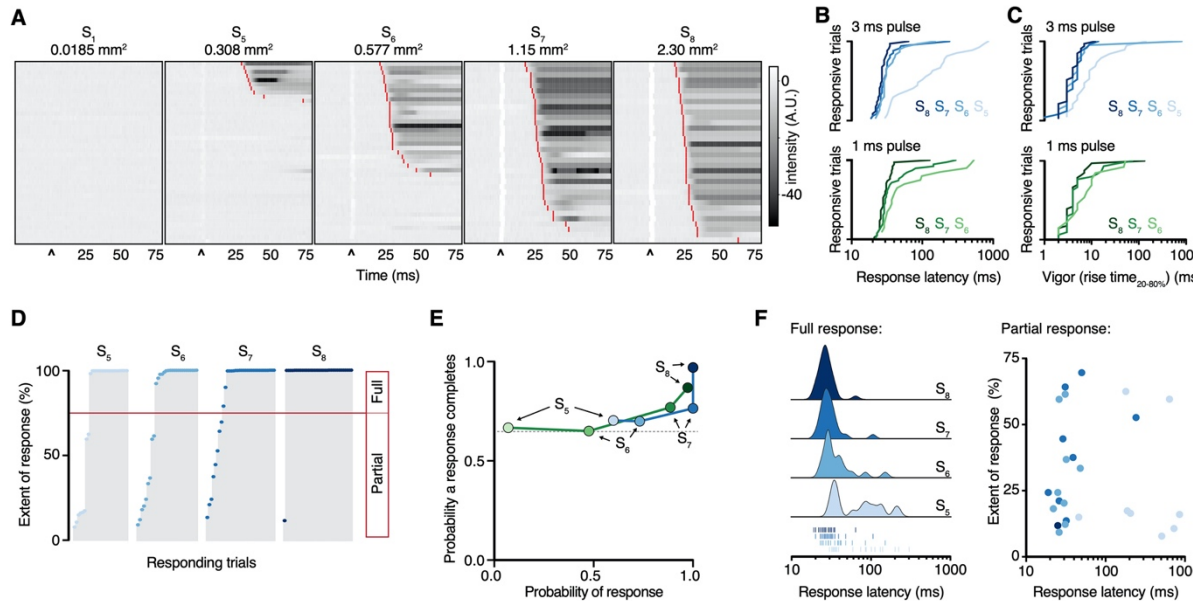 A
S1 S5 S6 S7 S8
0.0185 mm² 0.308 mm² 0.577 mm² 1.15 mm² 2.30 mm²
0
-40
intensity (A.U.)
^ 25 50 75 ^ 25 50 75 ^ 25 50 75 ^ 25 50 75 ^ 25 50 75
Time (ms)
B
3 ms pulse
Responsive trials
S8 S7 S6 S5
1 ms pulse
Responsive trials
S8 S7 S6
10 100 1000
Response latency (ms)
C
3 ms pulse
Responsive trials
S8 S7 S6 S5
1 ms pulse
Responsive trials
S8 S7 S6
1 10 100
Vigor (rise time20-80%) (ms
D
S5 S6 S7 S8
Extent of response (%)
100
50
0
Full
Partial
Responding trials
E
Probability a response completes
1.0
0.5
0.0
S5
S6
S7
S8
0.0 0.5 1.0
Probability of response
F
Full response:
S8
S7
S6
S5
10 100 1000
Response latency (ms)
Partial response:
Extent of response (%)
75
50
25
0
10 100
Response latency (ms)